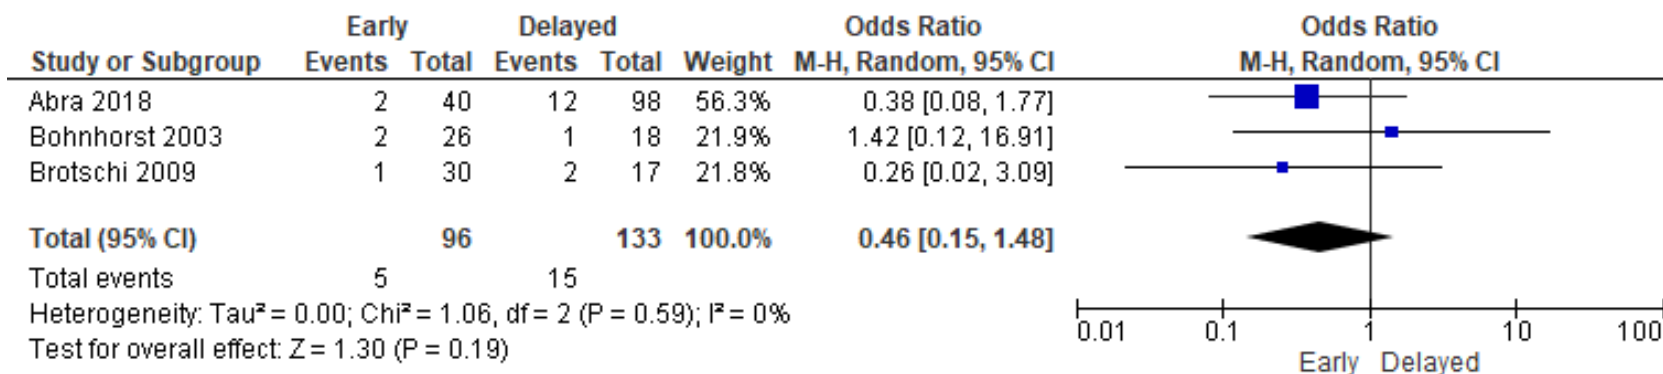 Early Delayed Odds Ratio Odds Ratio
Study or Subgroup Events Total Events Total Weight M-H, Random, 95% CI M-H, Random, 95% CI
Abra 2018 2 40 12 98 56.3% 0.38 [0.08, 1.77]
Bohnhorst 2003 2 26 1 18 21.9% 1.42 [0.12, 16.91]
Brotschi 2009 1 30 2 17 21.8% 0.26 [0.02, 3.09]
Total (95% CI) 96 133 100.0% 0.46 [0.15, 1.48]
Total events 5 15
Heterogeneity: Tau² = 0.00; Chi² = 1.06, df = 2 (P = 0.59); I² = 0%
Test for overall effect: Z = 1.30 (P = 0.19)
0.01 0.1 1 10 100
Early Delayed